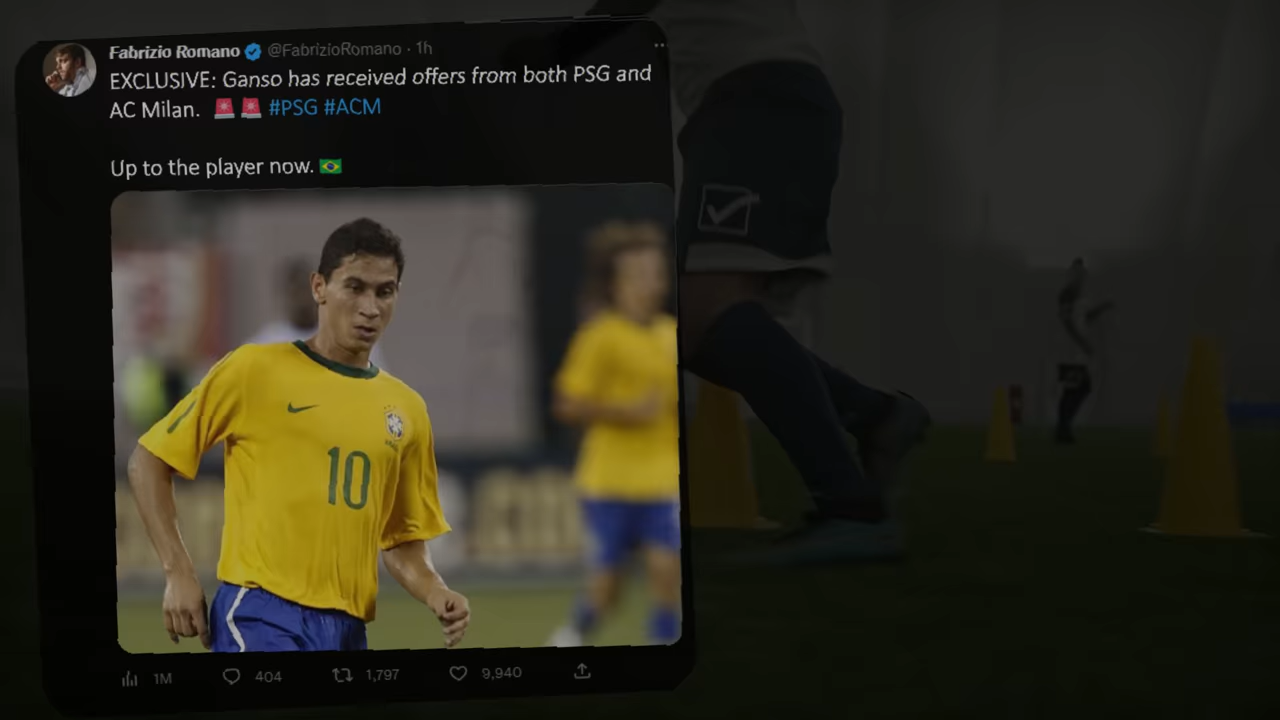 Fabrizio Romano @FabrizioRomano · 1h
EXCLUSIVE: Ganso has received offers from both PSG and
AC Milan. 🚨🚨 #PSG #ACM
Up to the player now. 🇧🇷
10
1M 404 1,797 9,940